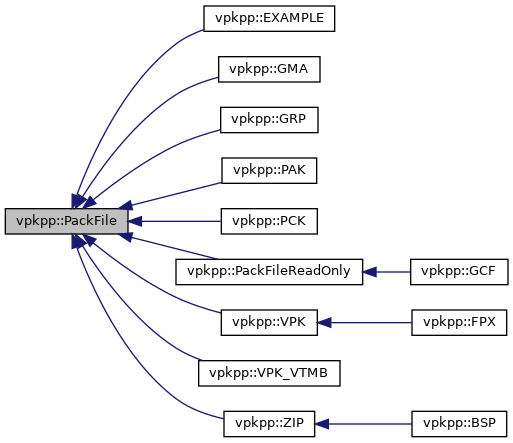 vpkpp::EXAMPLE
vpkpp::GMA
vpkpp::GRP
vpkpp::PAK
vpkpp::PackFile
vpkpp::PCK
vpkpp::PackFileReadOnly
vpkpp::GCF
vpkpp::VPK
vpkpp::FPX
vpkpp::VPK_VTMB
vpkpp::ZIP
vpkpp::BSP